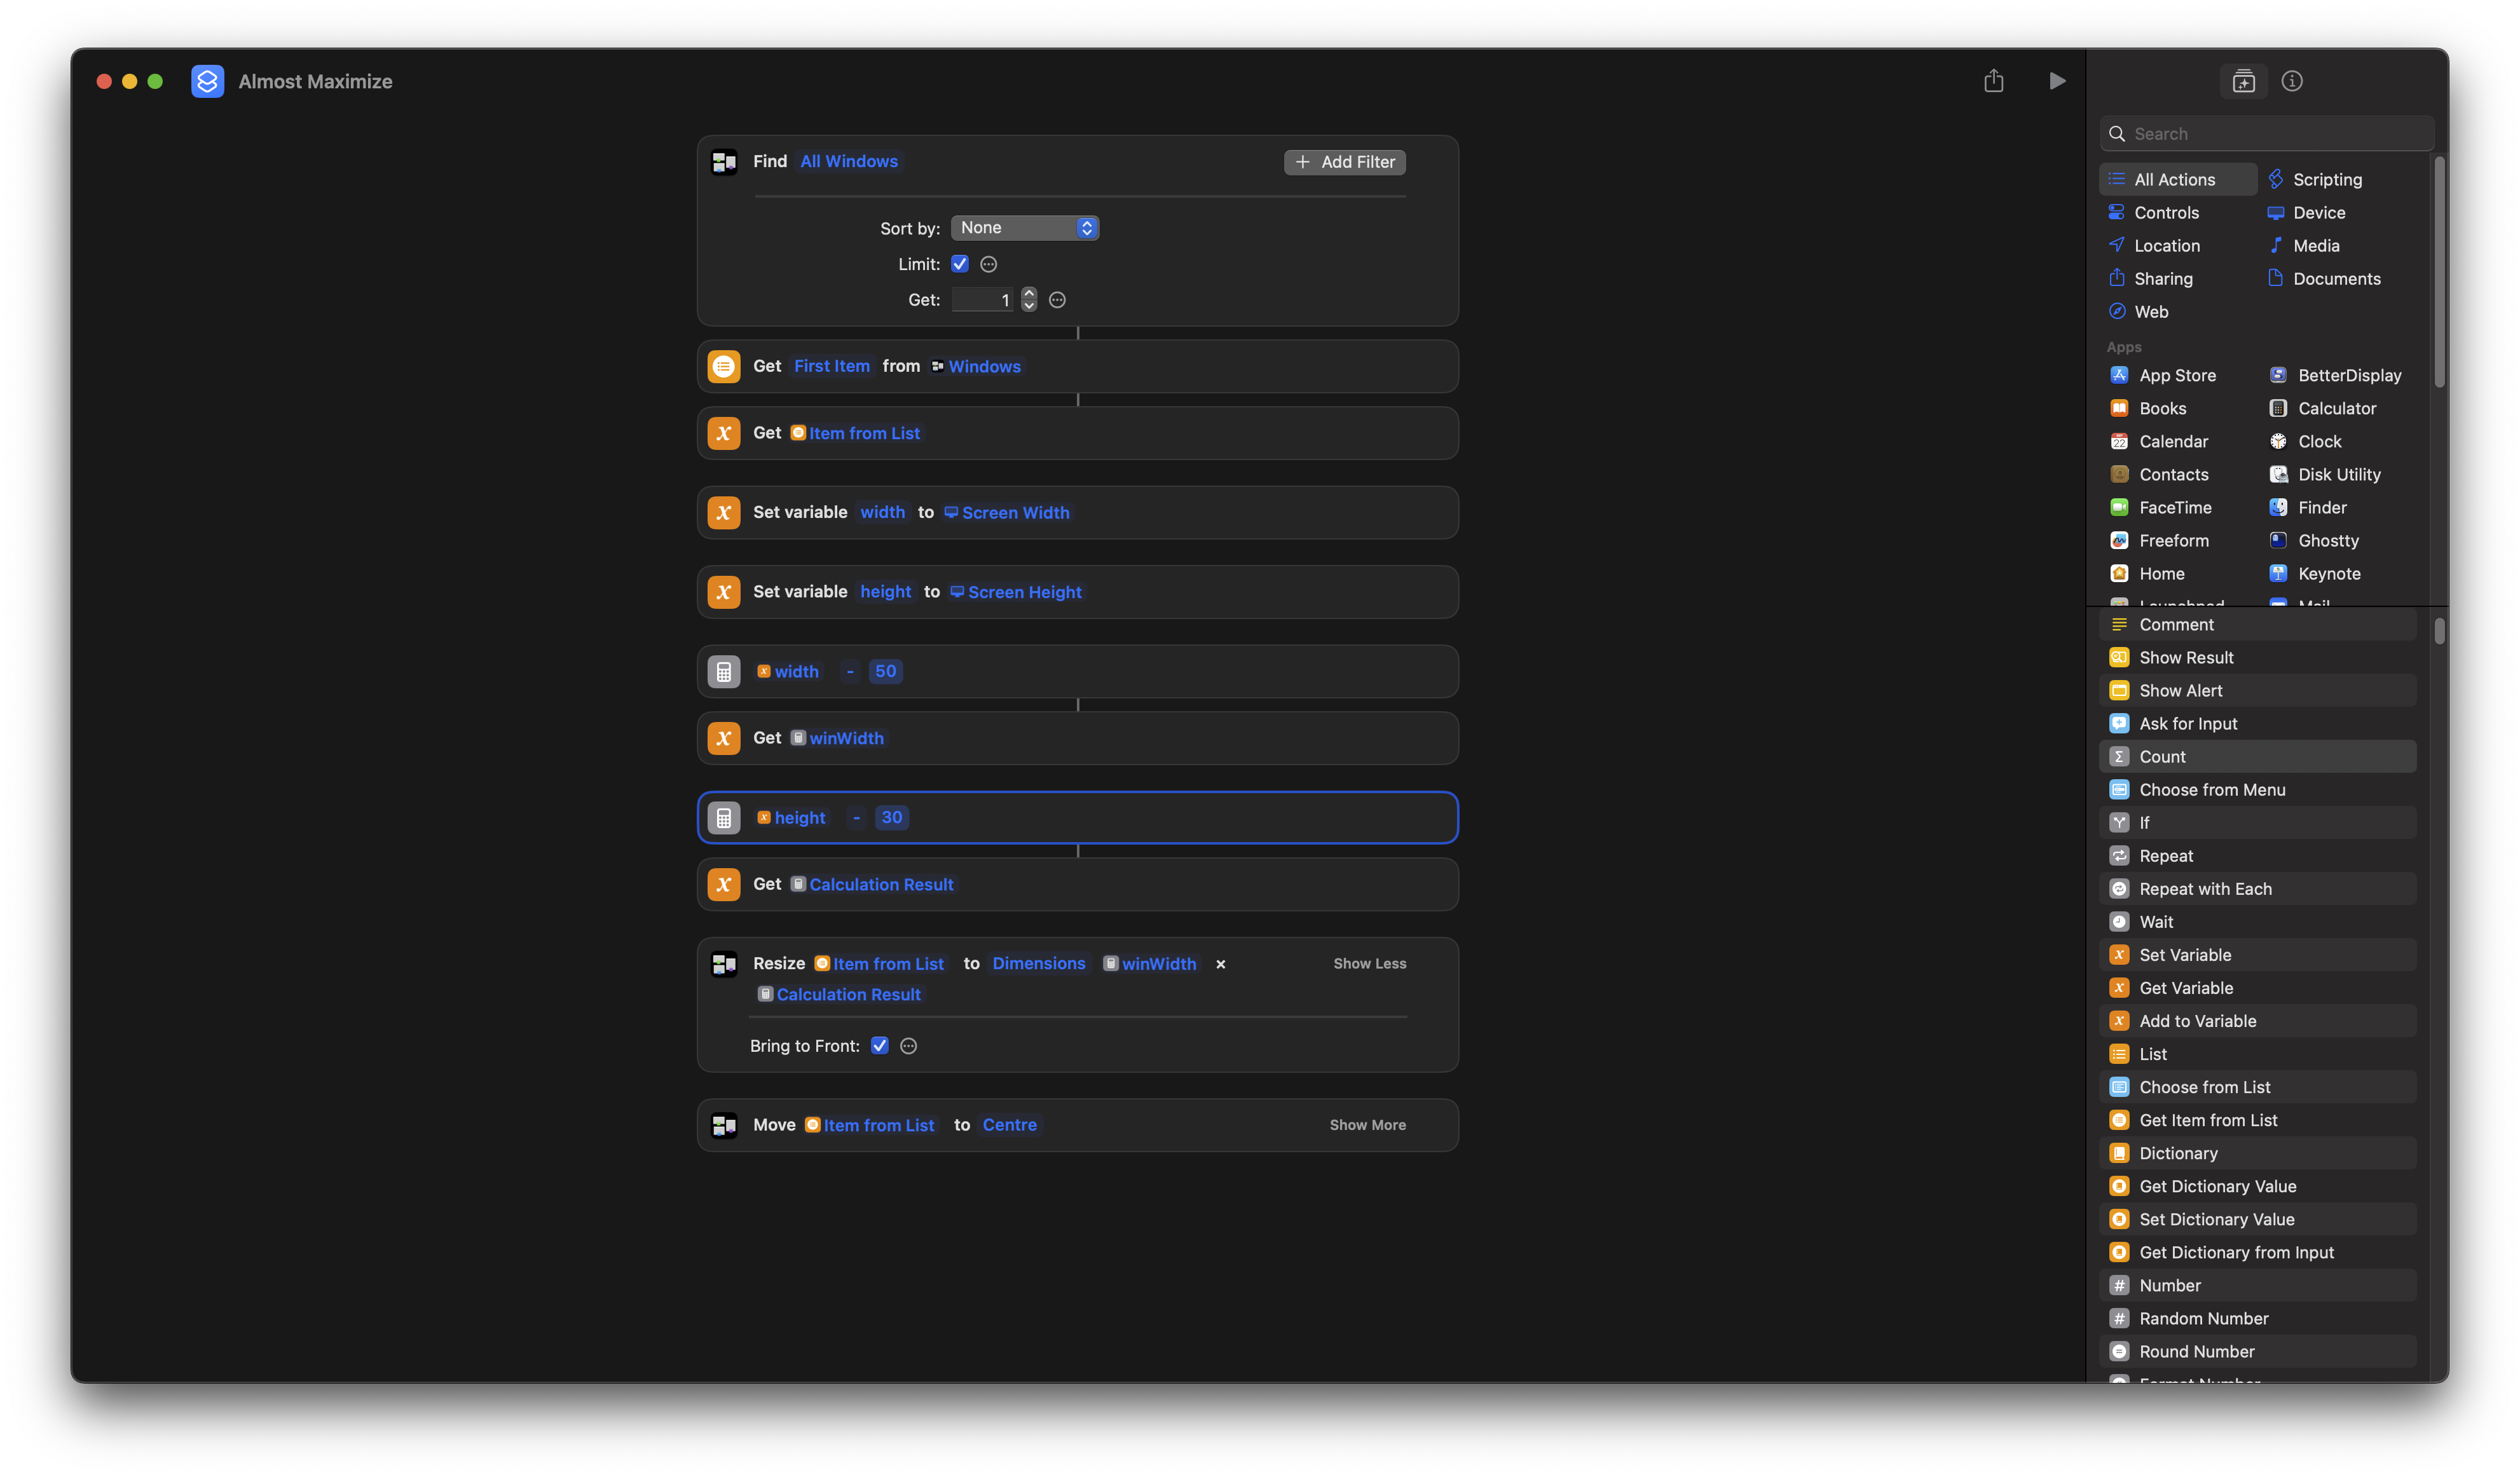 Almost Maximize
Find All Windows
Add Filter
Sort by: None
Limit:
Get: 1
Get First Item from Windows
Get Item from List
Set variable width to Screen Width
Set variable height to Screen Height
width - 50
Get winWidth
height - 30
Get Calculation Result
Resize Item from List to Dimensions winWidth ×
Show Less
Calculation Result
Bring to Front:
Move Item from List to Centre
Show More
Search
All Actions
Scripting
Controls
Device
Location
Media
Sharing
Documents
Web
Apps
App Store
BetterDisplay
Books
Calculator
Calendar
Clock
Contacts
Disk Utility
FaceTime
Finder
Freeform
Ghostty
Home
Keynote
Launchpad
Mail
Comment
Show Result
Show Alert
Ask for Input
Count
Choose from Menu
If
Repeat
Repeat with Each
Wait
Set Variable
Get Variable
Add to Variable
List
Choose from List
Get Item from List
Dictionary
Get Dictionary Value
Set Dictionary Value
Get Dictionary from Input
Number
Random Number
Round Number
Format Number